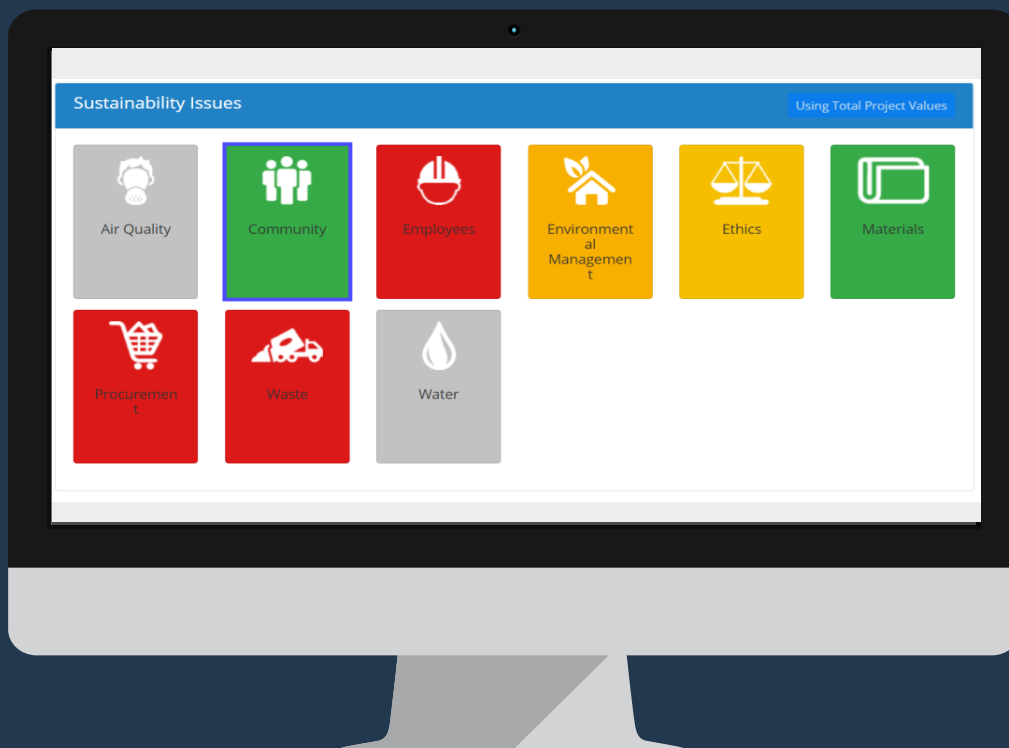 Sustainability Issues
Using Total Project Values
Air Quality
Community
Employees
Environment
al
Managemen
t
Ethics
Materials
Procuremen
t
Waste
Water